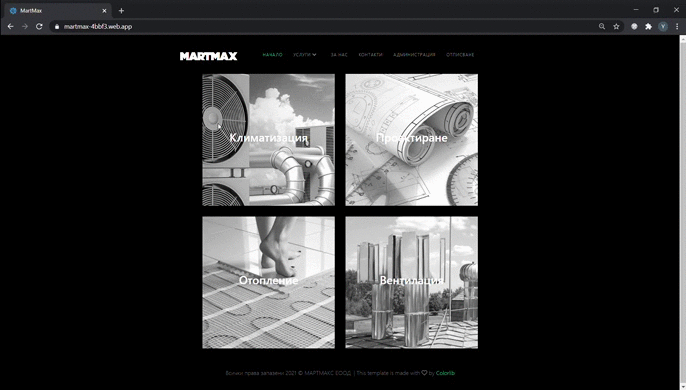 MartMax
martmax-4bbf3.web.app
MARTMAX
НАЧАЛО УСЛУГИ ЗА НАС КОНТАКТИ АДМИНИСТРАЦИЯ ОТПИСВАНЕ
Климатизация
Проектиране
Отопление
Вентилация
Всички права запазени 2021 © МАРТМАКС ЕООД. | This template is made with ♡ by Colorlib